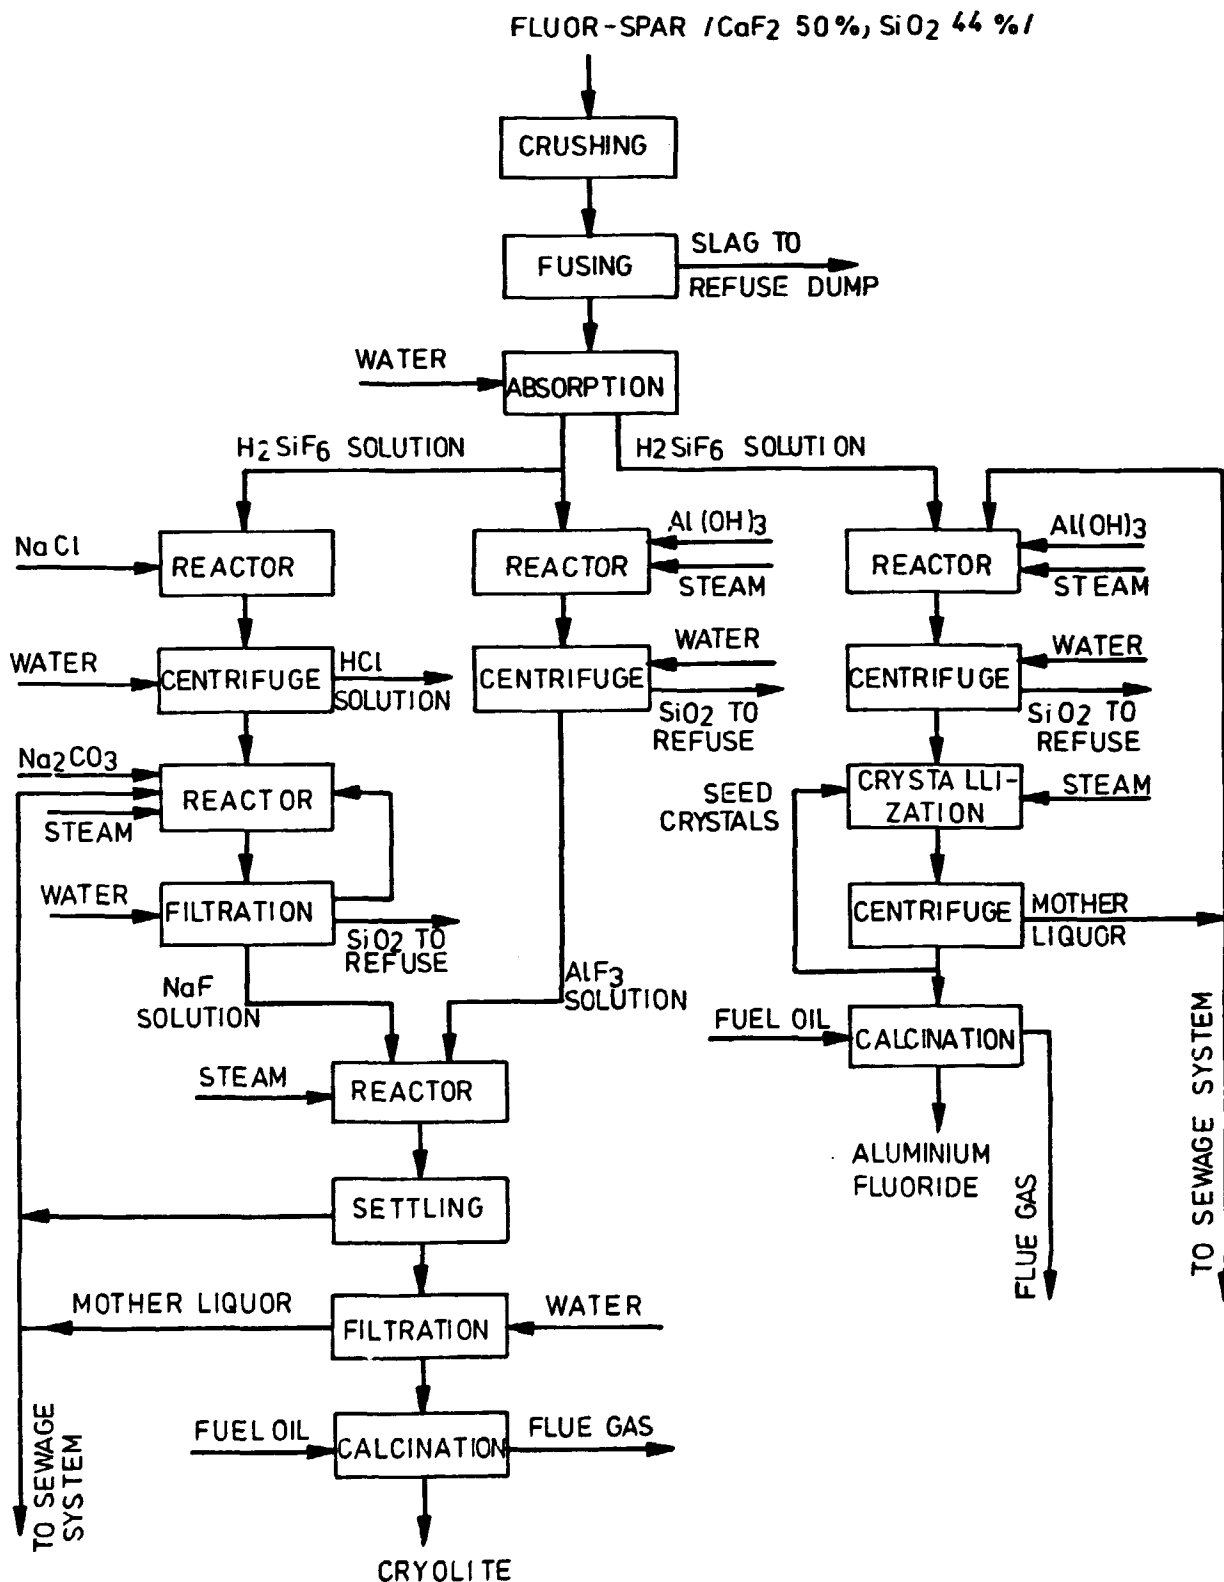 FLUOR-SPAR /CaF2 50%, SiO2 44 %/
CRUSHING
FUSING
SLAG TO
REFUSE DUMP
WATER
ABSORPTION
H2SiF6 SOLUTION
H2SiF6 SOLUTION
NaCl
REACTOR
Al(OH)3
REACTOR
STEAM
Al(OH)3
REACTOR
STEAM
WATER
CENTRIFUGE
HCl
SOLUTION
WATER
CENTRIFUGE
SiO2 TO
REFUSE
WATER
CENTRIFUGE
SiO2 TO
REFUSE
Na2CO3
REACTOR
STEAM
SEED
CRYSTALS
CRYSTALLI-
ZATION
STEAM
WATER
FILTRATION
SiO2 TO
REFUSE
CENTRIFUGE
MOTHER
LIQUOR
NaF
SOLUTION
AlF3
SOLUTION
FUEL OIL
CALCINATION
STEAM
REACTOR
ALUMINIUM
FLUORIDE
FLUE GAS
TO SEWAGE SYSTEM
SETTLING
MOTHER LIQUOR
FILTRATION
WATER
FUEL OIL
CALCINATION
FLUE GAS
TO SEWAGE
SYSTEM
CRYOLITE